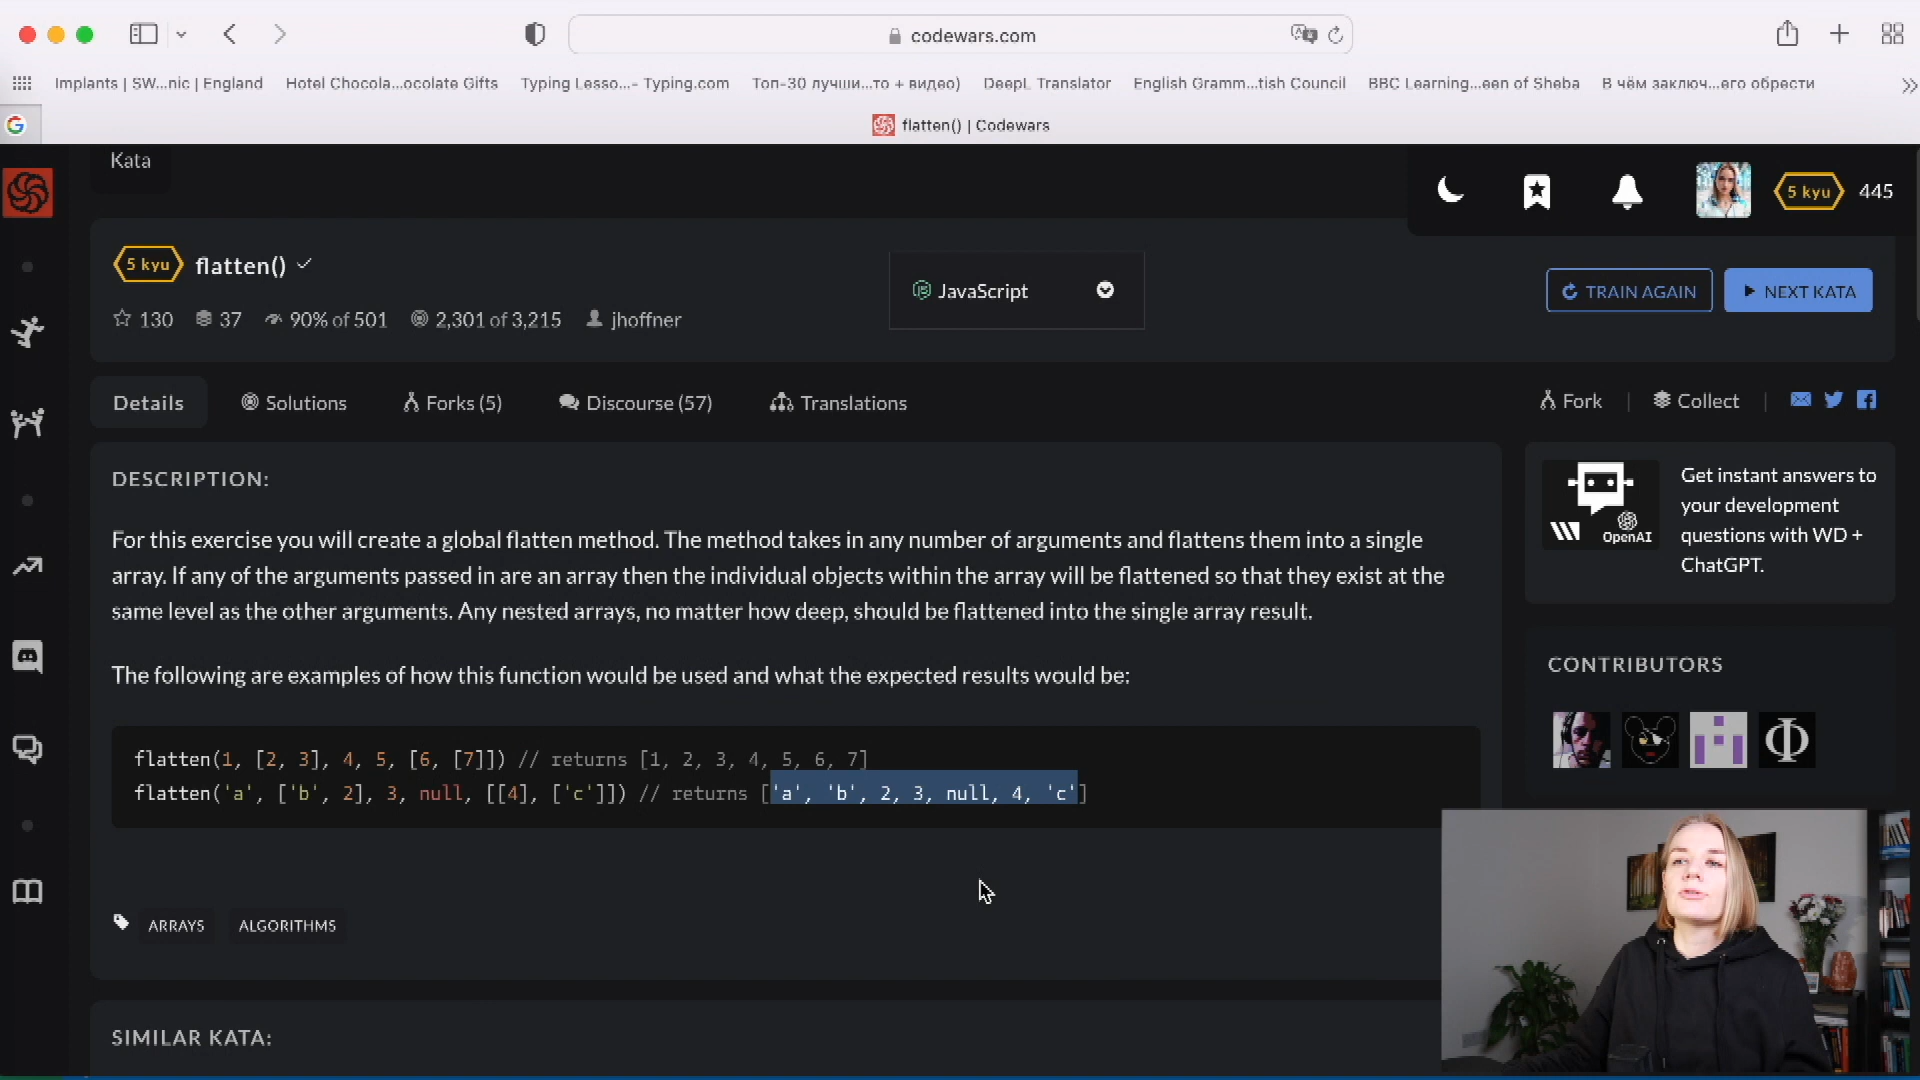 codewars.com
Implants | SW...nic | England
Hotel Chocola...ocolate Gifts
Typing Lesso...- Typing.com
Топ-30 лучши...то + видео)
DeepL Translator
English Gramm...tish Council
BBC Learning...een of Sheba
В чём заключ...его обрести
flatten() | Codewars
Kata
5 kyu
445
5 kyu
flatten()
JavaScript
TRAIN AGAIN
NEXT KATA
130
37
90% of 501
2,301 of 3,215
jhoffner
Details
Solutions
Forks (5)
Discourse (57)
Translations
Fork
Collect
DESCRIPTION:
For this exercise you will create a global flatten method. The method takes in any number of arguments and flattens them into a single
array. If any of the arguments passed in are an array then the individual objects within the array will be flattened so that they exist at the
same level as the other arguments. Any nested arrays, no matter how deep, should be flattened into the single array result.
The following are examples of how this function would be used and what the expected results would be:
flatten(1, [2, 3], 4, 5, [6, [7]]) // returns [1, 2, 3, 4, 5, 6, 7]
flatten('a', ['b', 2], 3, null, [[4], ['c']]) // returns ['a', 'b', 2, 3, null, 4, 'c']
ARRAYS
ALGORITHMS
SIMILAR KATA:
OpenAI
Get instant answers to
your development
questions with WD +
ChatGPT.
CONTRIBUTORS